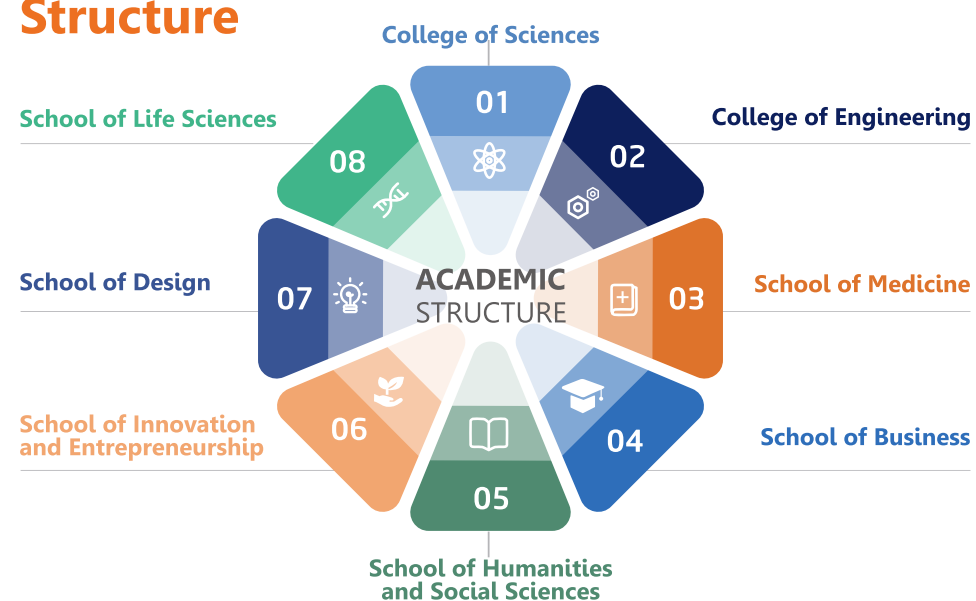 Structure
College of Sciences
School of Life Sciences
College of Engineering
01
08
02
School of Design
ACADEMIC
STRUCTURE
School of Medicine
07
03
School of Innovation
and Entrepreneurship
06
04
School of Business
05
School of Humanities
and Social Sciences